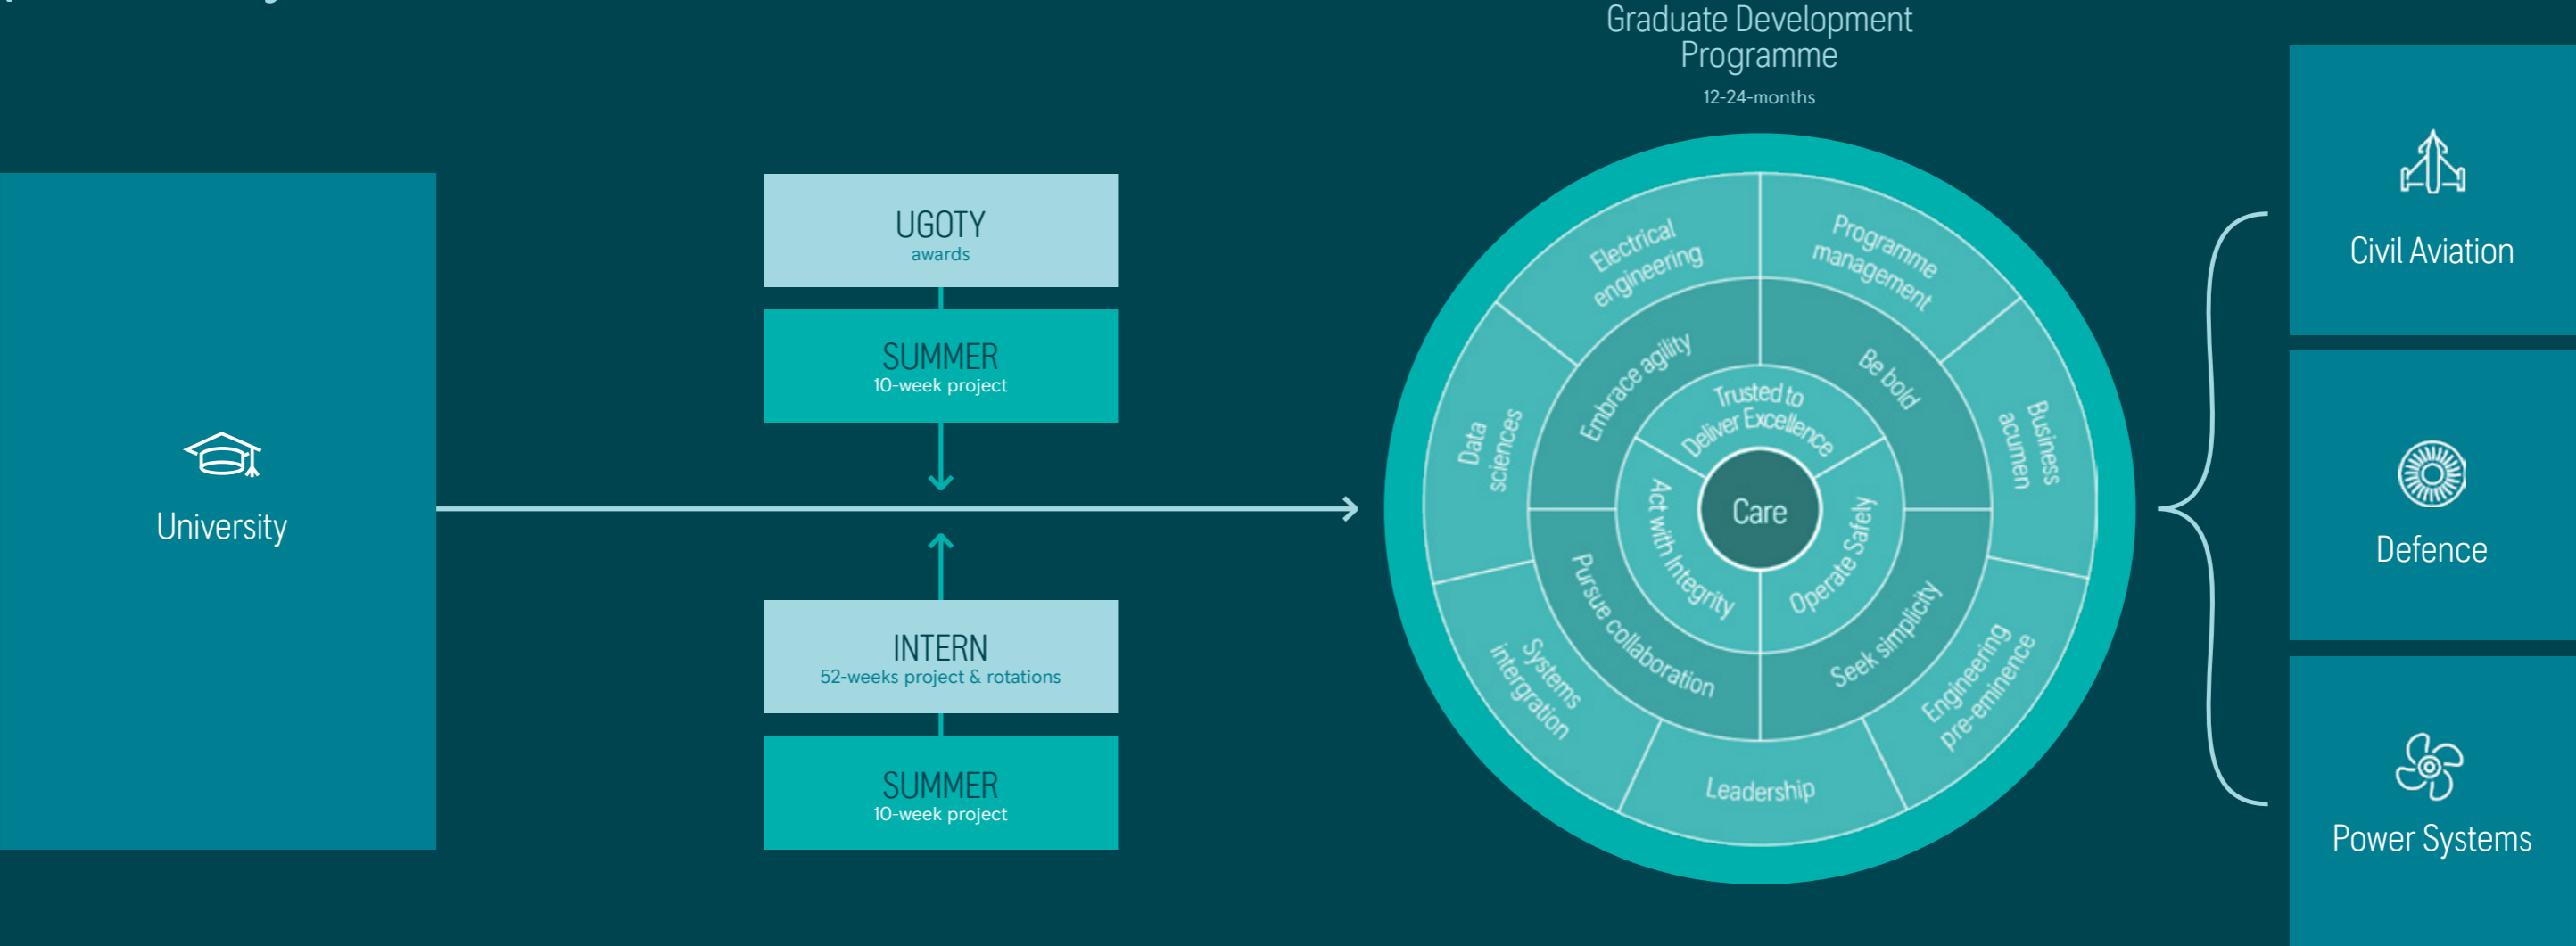 Graduate Development
Programme
12-24-months
University
UGOTY
awards
SUMMER
10-week project
INTERN
52-weeks project & rotations
SUMMER
10-week project
Electrical
engineering
Programme
management
Business
acumen
Engineering
pre-eminence
Leadership
Systems
intergration
Data
sciences
Embrace agility
Be bold
Seek simplicity
Pursue collaboration
Trusted to
Deliver Excellence
Operate Safely
Act with Integrity
Care
Civil Aviation
Defence
Power Systems